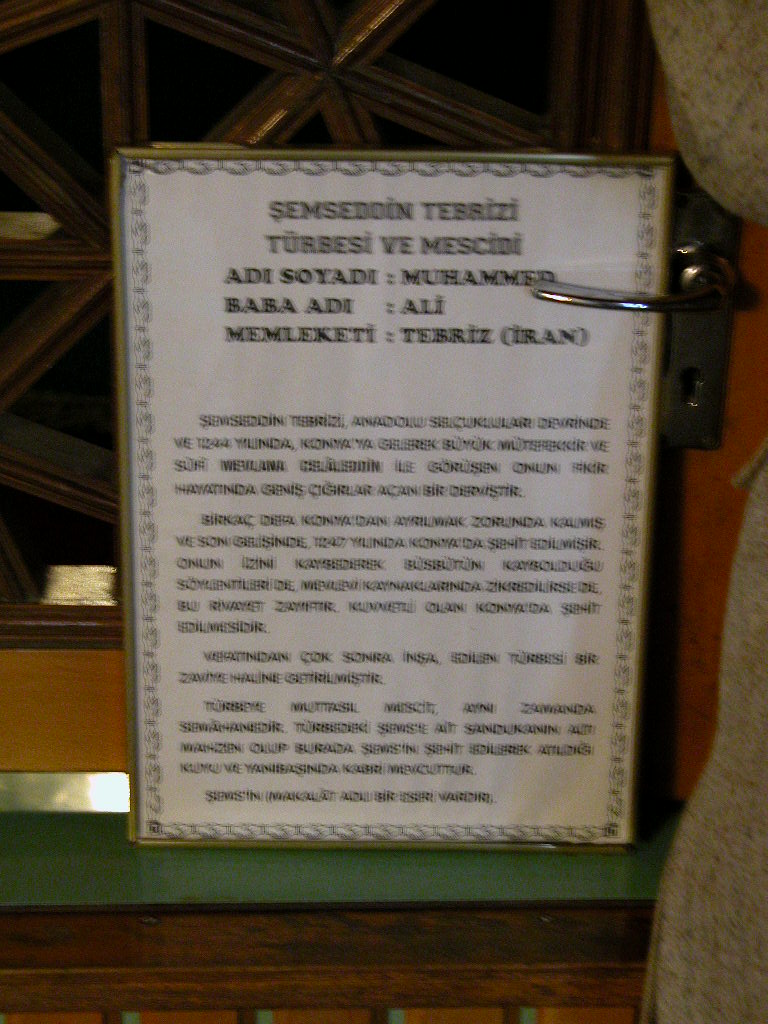 ŞEMSEDDİN TEBRİZİ
TÜRBESİ VE MESCİDİ
ADI SOYADI : MUHAMMED
BABA ADI : ALİ
MEMLEKETİ : TEBRİZ (İRAN)
ŞEMSEDDİN TEBRİZİ, ANADOLU SELÇUKLULARI DEVRİNDE
VE 1244 YILINDA, KONYA'YA GELEREK BÜYÜK MÜTEFEKKİR VE
SÛFİ MEVLANA CELÂLEDDİN İLE GÖRÜŞEN ONUN FİKİR
HAYATINDA GENİŞ ÇIĞIRLAR AÇAN BİR DERVİŞTİR.
BİRKAÇ DEFA KONYA'DAN AYRILMAK ZORUNDA KALMIŞ
VE SON GELİŞİNDE, 1247 YILINDA KONYA'DA ŞEHİT EDİLMİŞİR.
ONUN İZİNİ KAYBEDEREK BÜSBÜTÜN KAYBOLDUĞU
SÖYLENTİLERİ DE, MEVLEVİ KAYNAKLARINDA ZİKREDİLİRSE DE,
BU RİVAYET ZAYIFTIR. KUVVETLİ OLAN KONYA'DA ŞEHİT
EDİLMESİDİR.
VEFATINDAN ÇOK SONRA İNŞA, EDİLEN TÜRBESİ BİR
ZAVİYE HALİNE GETİRİLMİŞTİR.
TÜRBEYE MUTTASIL MESCİT, AYNI ZAMANDA
SEMÂHANEDİR. TÜRBEDEKİ ŞEMS'E AİT SANDUKANIN ALTI
MAHZEN OLUP BURADA ŞEMS'İN ŞEHİT EDİLEREK ATILDIĞI
KUYU VE YANIBAŞINDA KABRİ MEVCUTTUR.
ŞEMS'İN (MAKALÂT ADLI BİR ESERİ VARDIR).